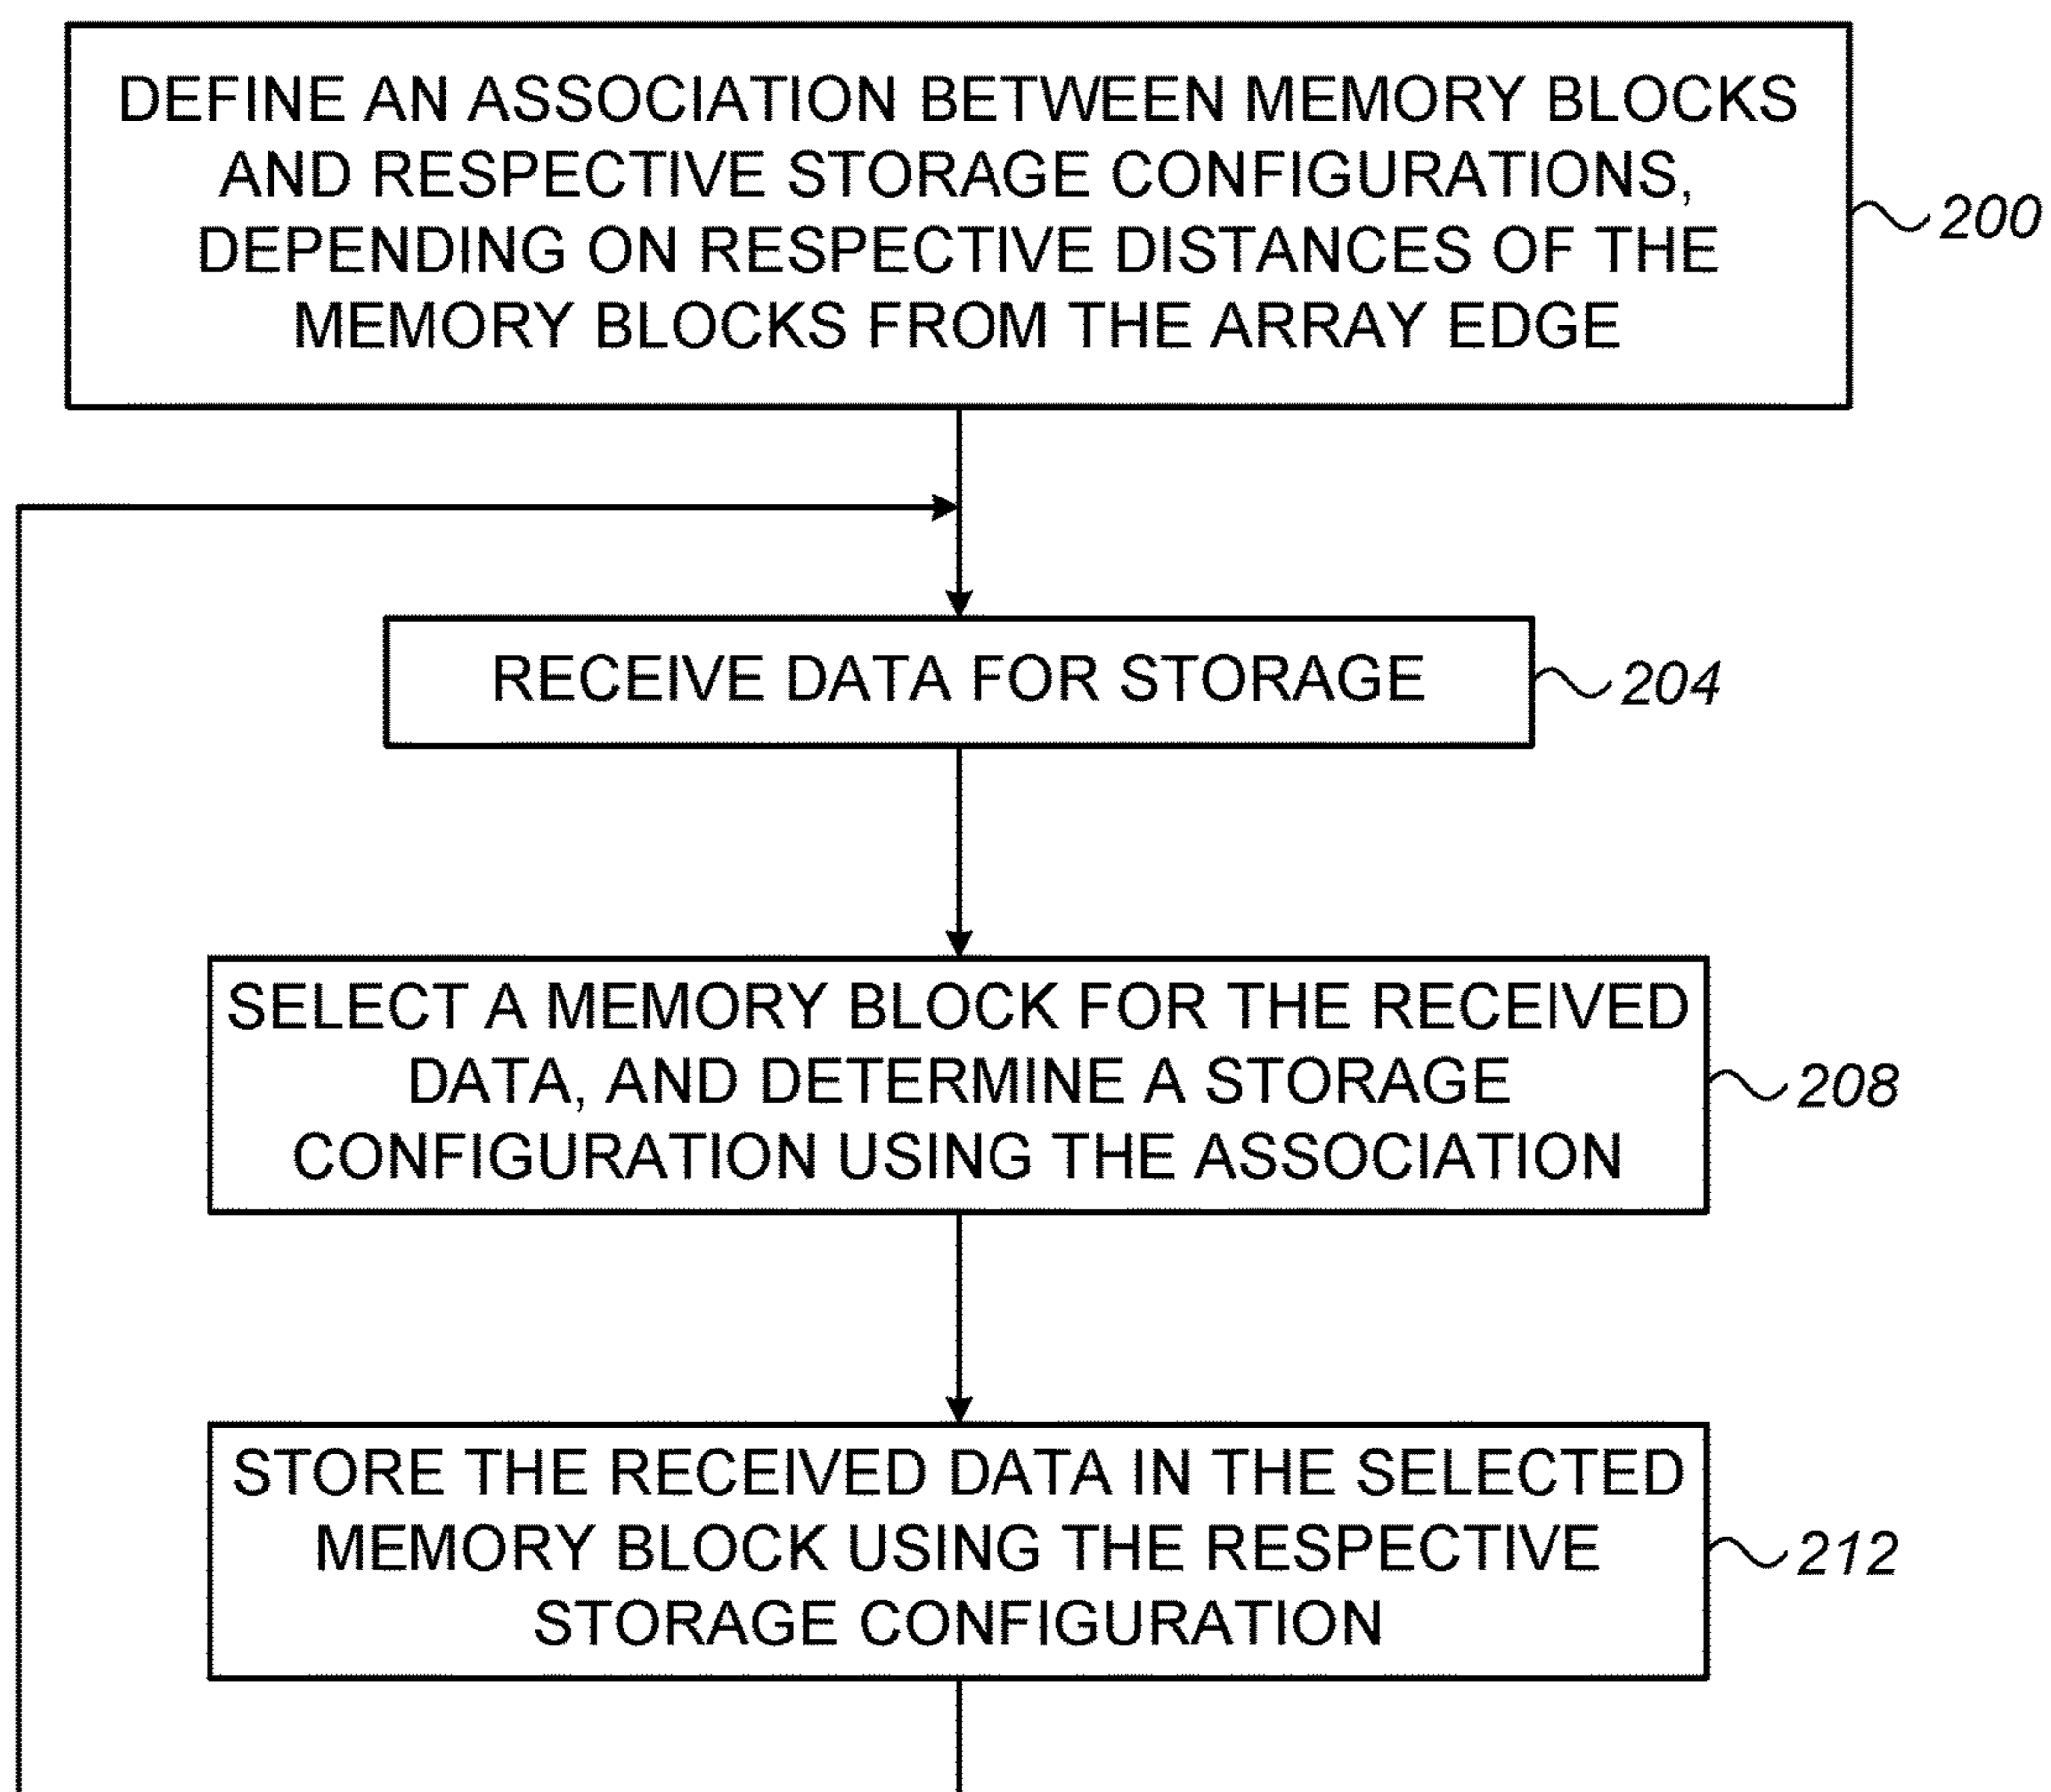 DEFINE AN ASSOCIATION BETWEEN MEMORY BLOCKS
AND RESPECTIVE STORAGE CONFIGURATIONS,
DEPENDING ON RESPECTIVE DISTANCES OF THE
MEMORY BLOCKS FROM THE ARRAY EDGE
200
RECEIVE DATA FOR STORAGE
204
SELECT A MEMORY BLOCK FOR THE RECEIVED
DATA, AND DETERMINE A STORAGE
CONFIGURATION USING THE ASSOCIATION
208
STORE THE RECEIVED DATA IN THE SELECTED
MEMORY BLOCK USING THE RESPECTIVE
STORAGE CONFIGURATION
212